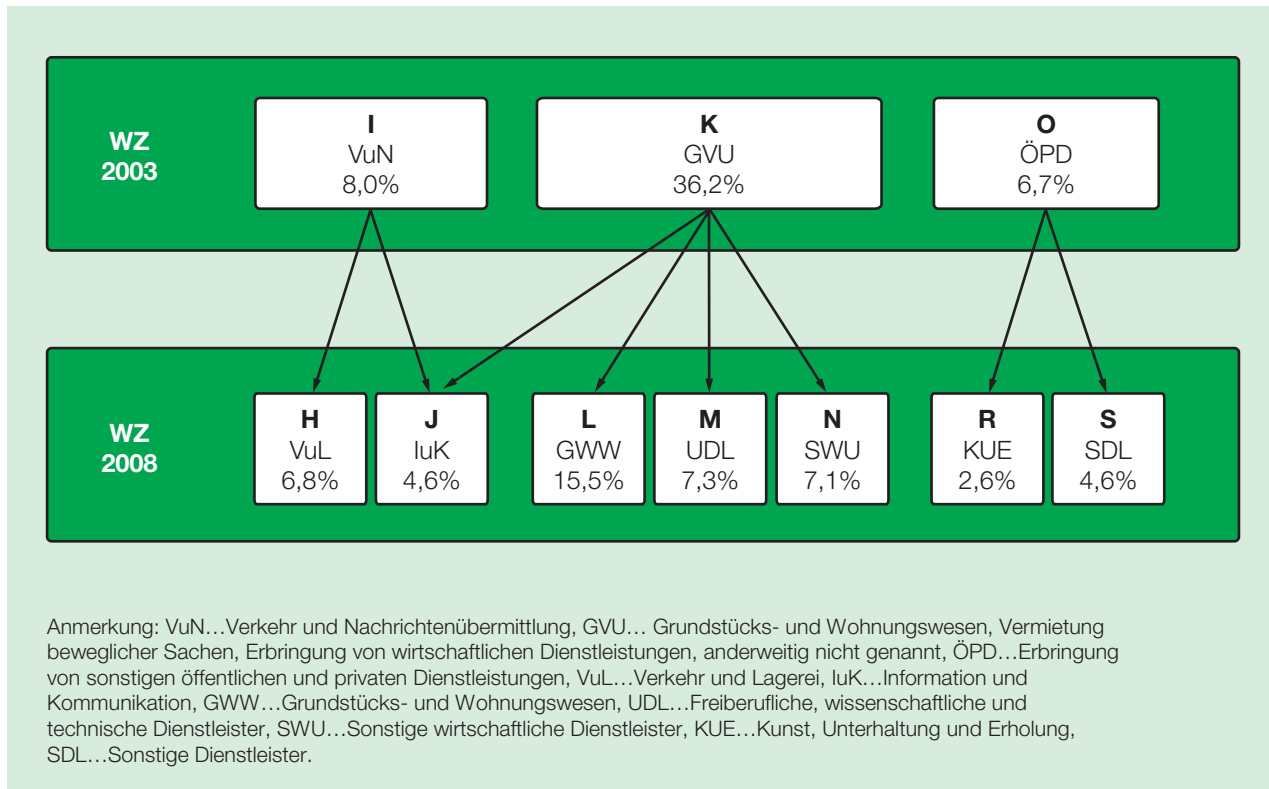 WZ
2003
I
VuN
8,0%
K
GVU
36,2%
O
ÖPD
6,7%
WZ
2008
H
VuL
6,8%
J
IuK
4,6%
L
GWW
15,5%
M
UDL
7,3%
N
SWU
7,1%
R
KUE
2,6%
S
SDL
4,6%
Anmerkung: VuN…Verkehr und Nachrichtenübermittlung, GVU… Grundstücks- und Wohnungswesen, Vermietung
beweglicher Sachen, Erbringung von wirtschaftlichen Dienstleistungen, anderweitig nicht genannt, ÖPD…Erbringung
von sonstigen öffentlichen und privaten Dienstleistungen, VuL…Verkehr und Lagerei, IuK…Information und
Kommunikation, GWW…Grundstücks- und Wohnungswesen, UDL…Freiberufliche, wissenschaftliche und
technische Dienstleister, SWU…Sonstige wirtschaftliche Dienstleister, KUE…Kunst, Unterhaltung und Erholung,
SDL…Sonstige Dienstleister.